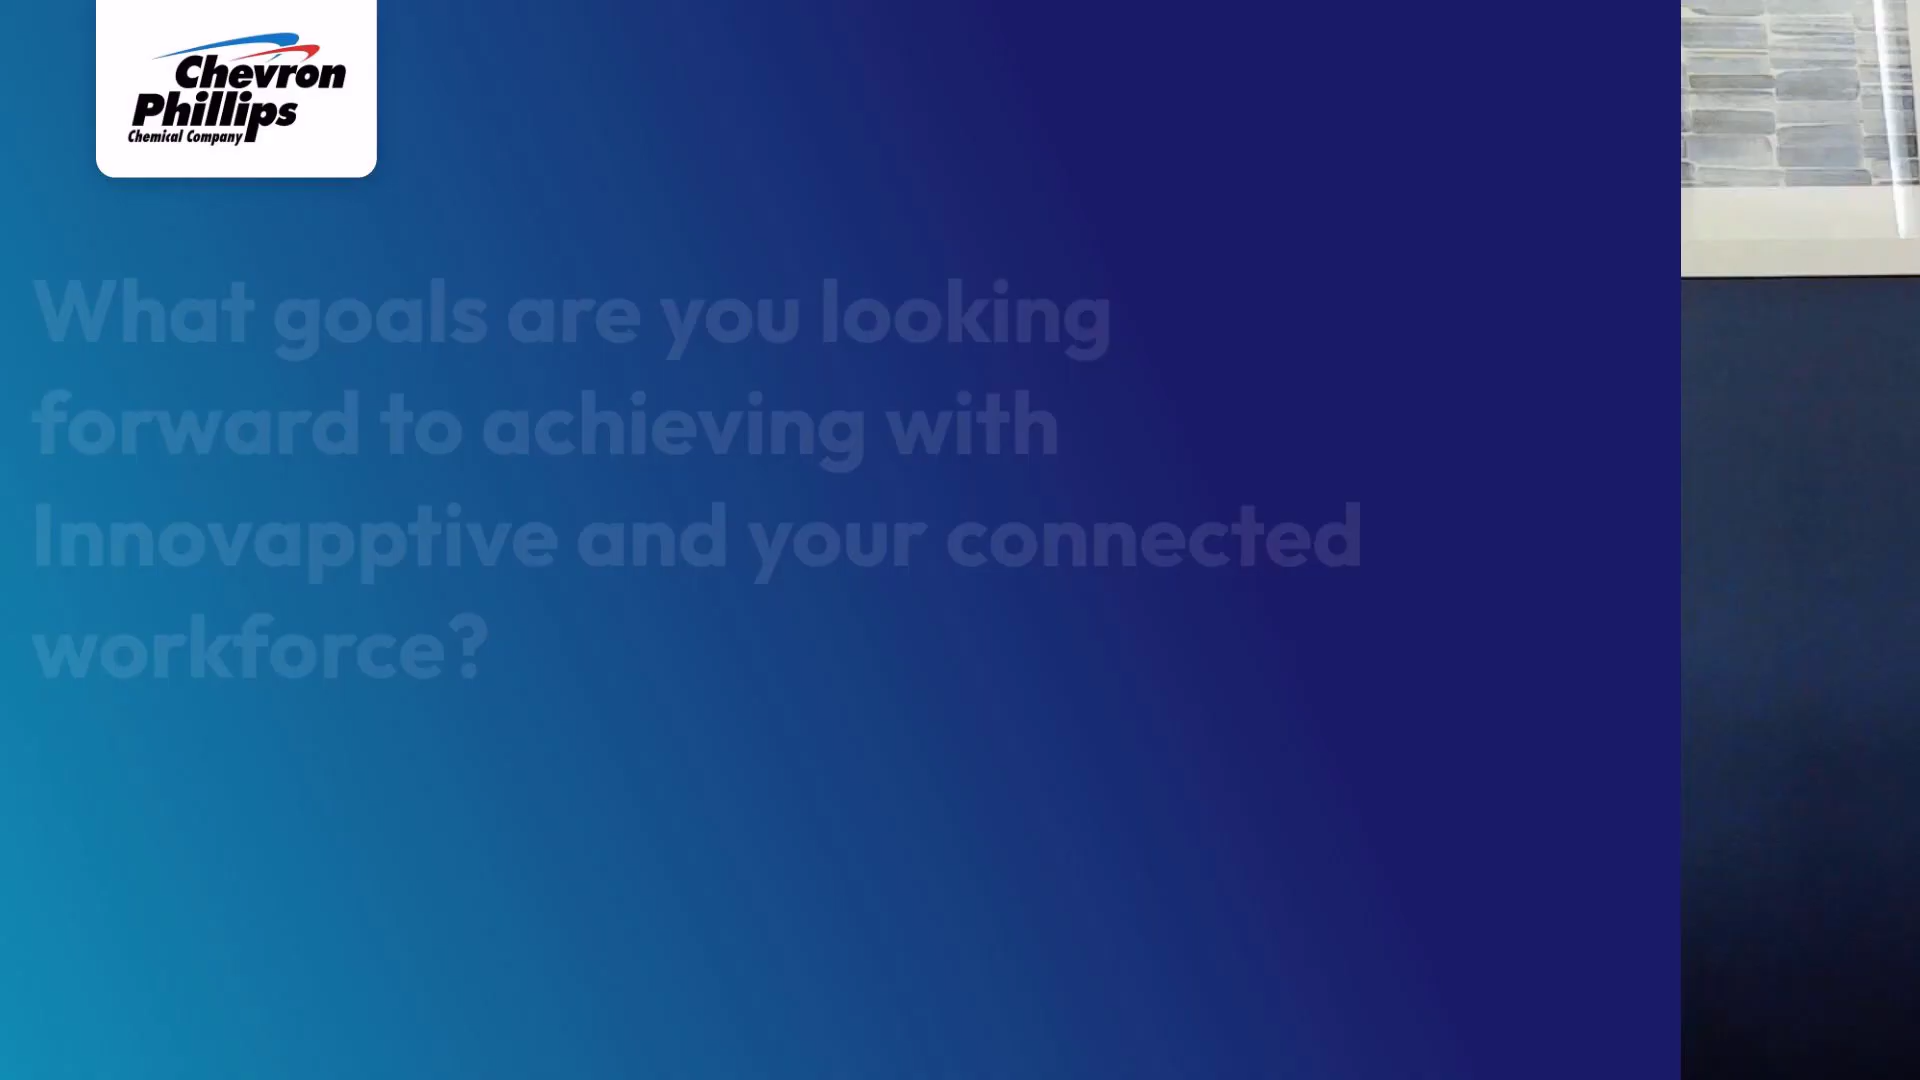 Chevron
Phillips
Chemical Company
What goals are you looking
forward to achieving with
Innovapptive and your connected
workforce?